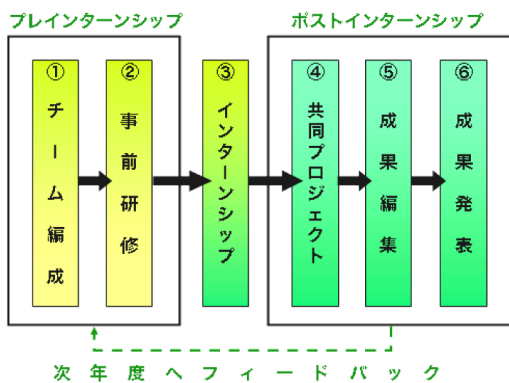 プレインターンシップ
ポストインターンシップ
①チーム編成
②事前研修
③インターンシップ
④共同プロジェクト
⑤成果編集
⑥成果発表
次年度へフィードバック